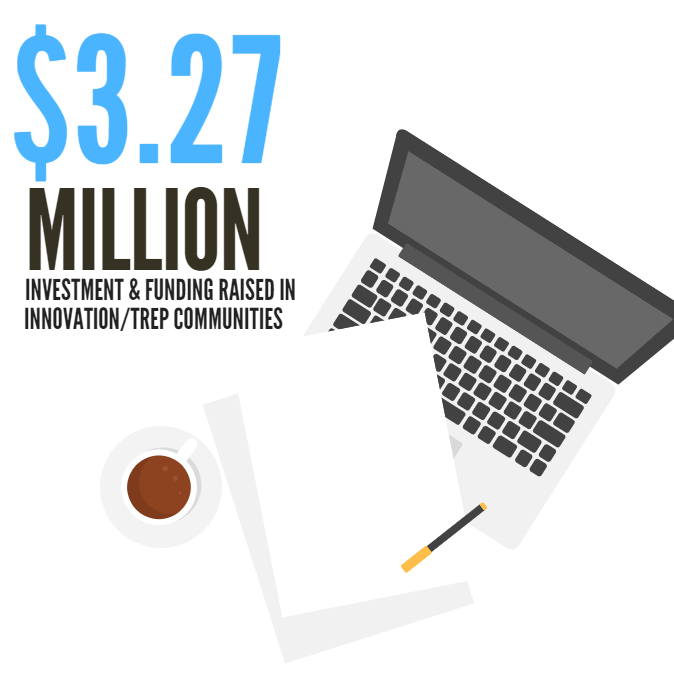 $3.27
MILLION
INVESTMENT & FUNDING RAISED IN
INNOVATION/TREP COMMUNITIES